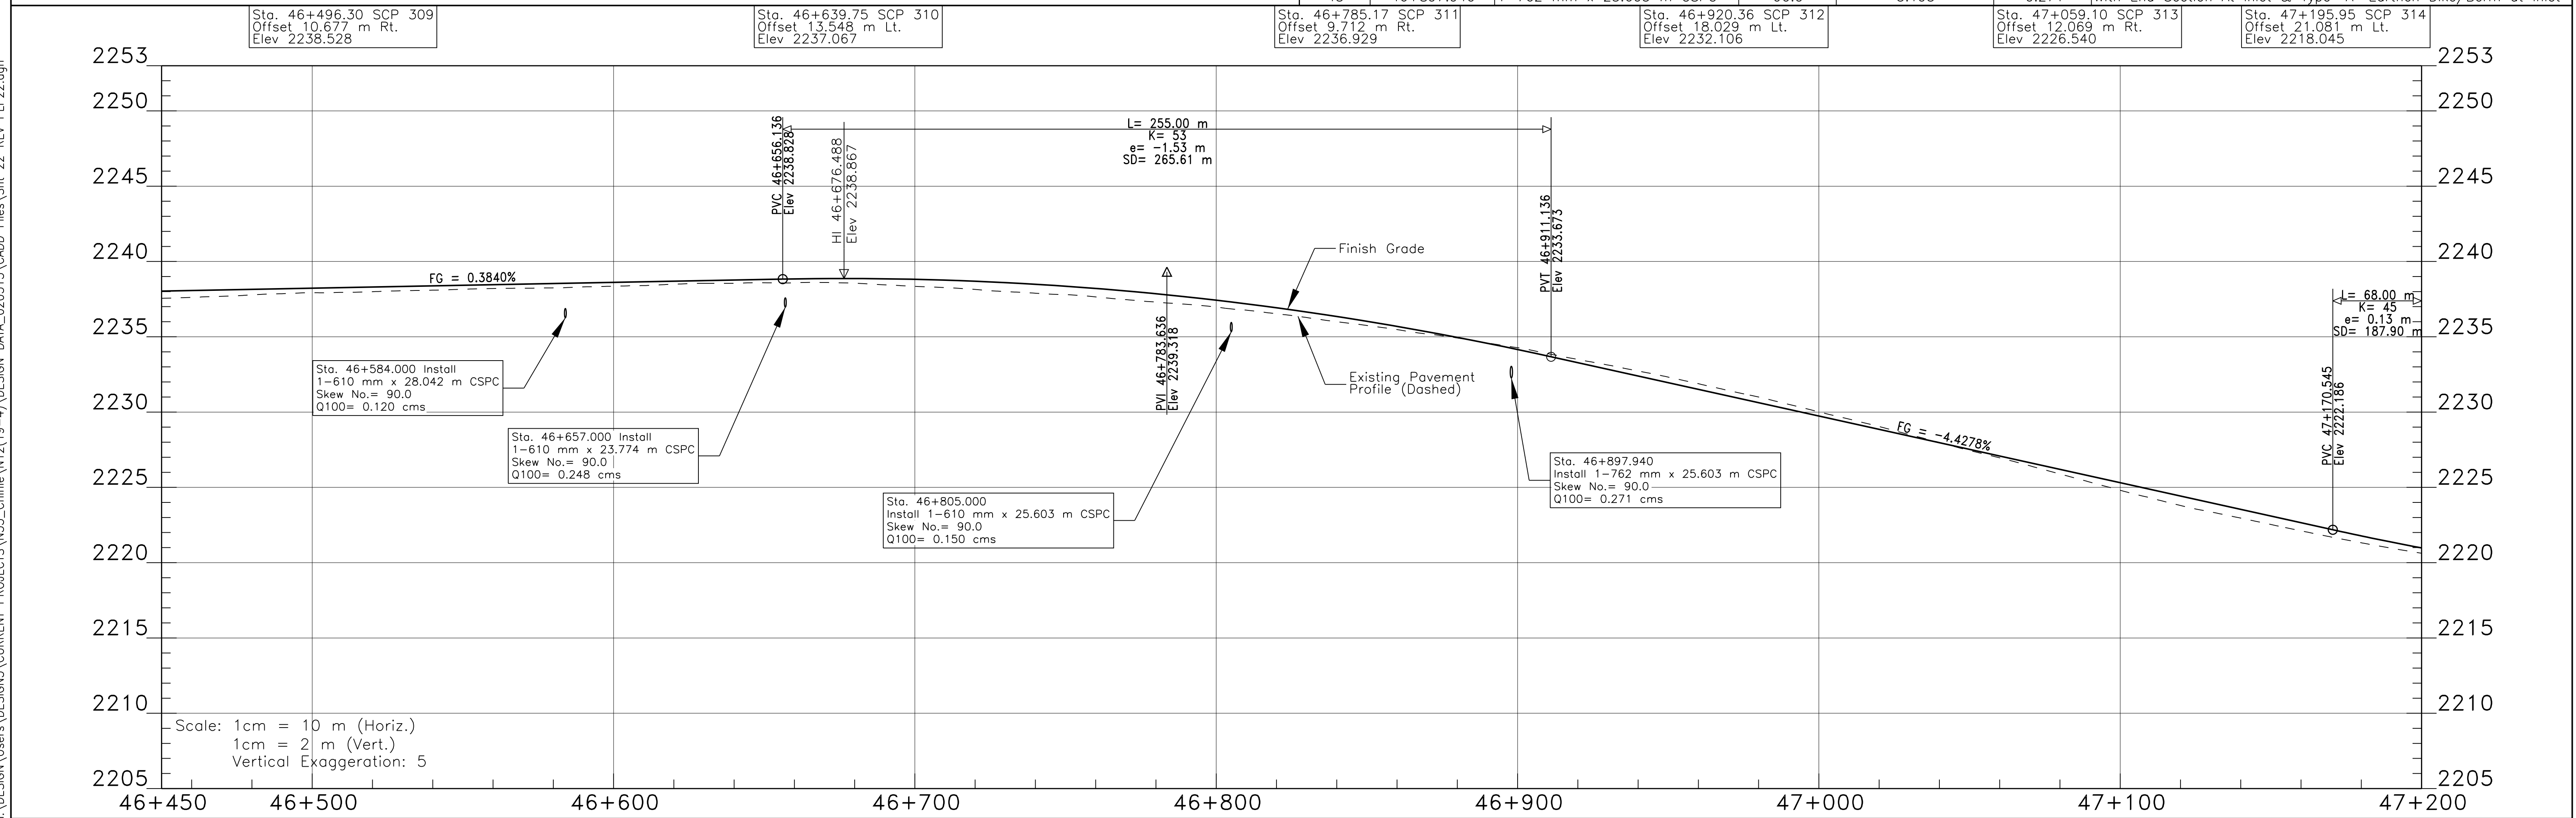 Sta. 46+496.30 SCP 309
Offset 10.677 m Rt.
Elev 2238.528
Sta. 46+639.75 SCP 310
Offset 13.548 m Lt.
Elev 2237.067
Sta. 46+785.17 SCP 311
Offset 9.712 m Rt.
Elev 2236.929
Sta. 46+920.36 SCP 312
Offset 18.029 m Lt.
Elev 2232.106
Sta. 47+059.10 SCP 313
Offset 12.069 m Rt.
Elev 2226.540
Sta. 47+195.95 SCP 314
Offset 21.081 m Lt.
Elev 2218.045
2253
2250
2245
2240
2235
2230
2225
2220
2215
2210
2205
2253
2250
2245
2240
2235
2230
2225
2220
2215
2210
2205
FG = 0.3840%
PVC 46+656.136
Elev 2238.828
HI 46+676.488
Elev 2238.867
L= 255.00 m
K= 53
e= -1.53 m
SD= 265.61 m
PVI 46+783.636
Elev 2239.318
Finish Grade
Existing Pavement
Profile (Dashed)
PVT 46+911.136
Elev 2233.673
FG = -4.4278%
L= 68.00 m
K= 45
e= 0.13 m
SD= 187.90 m
PVC 47+170.545
Elev 2222.186
Sta. 46+584.000 Install
1-610 mm x 28.042 m CSPC
Skew No.= 90.0
Q100= 0.120 cms
Sta. 46+657.000 Install
1-610 mm x 23.774 m CSPC
Skew No.= 90.0
Q100= 0.248 cms
Sta. 46+805.000
Install 1-610 mm x 25.603 m CSPC
Skew No.= 90.0
Q100= 0.150 cms
Sta. 46+897.940
Install 1-762 mm x 25.603 m CSPC
Skew No.= 90.0
Q100= 0.271 cms
Scale: 1cm = 10 m (Horiz.)
1cm = 2 m (Vert.)
Vertical Exaggeration: 5
46+450
46+500
46+600
46+700
46+800
46+900
47+000
47+100
47+200